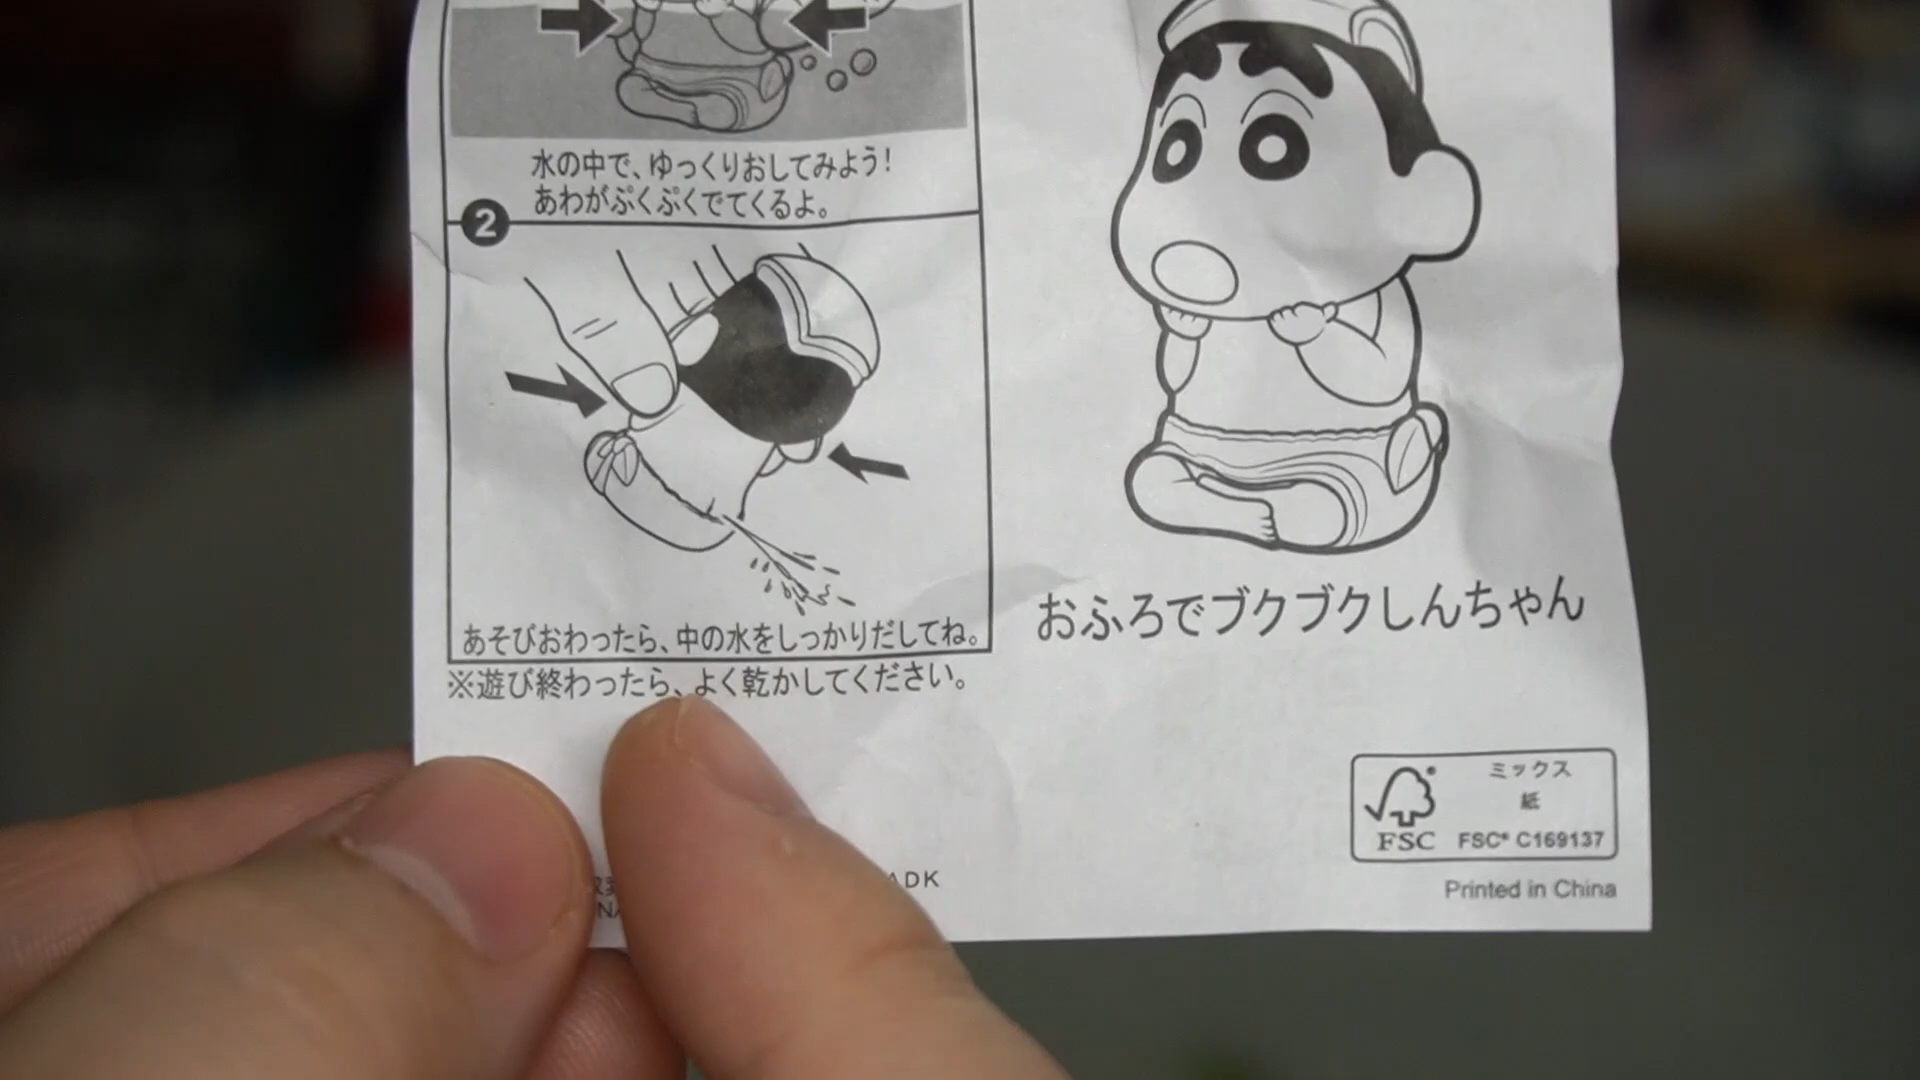 水の中で、ゆっくりおしてみよう!
あわがぷくぷくでてくるよ。
2
あそびおわったら、中の水をしっかりだしてね。
※遊び終わったら、よく乾かしてください。
おふろでブクブクしんちゃん
ミックス
紙
FSC
FSC® C169137
ADK
Printed in China